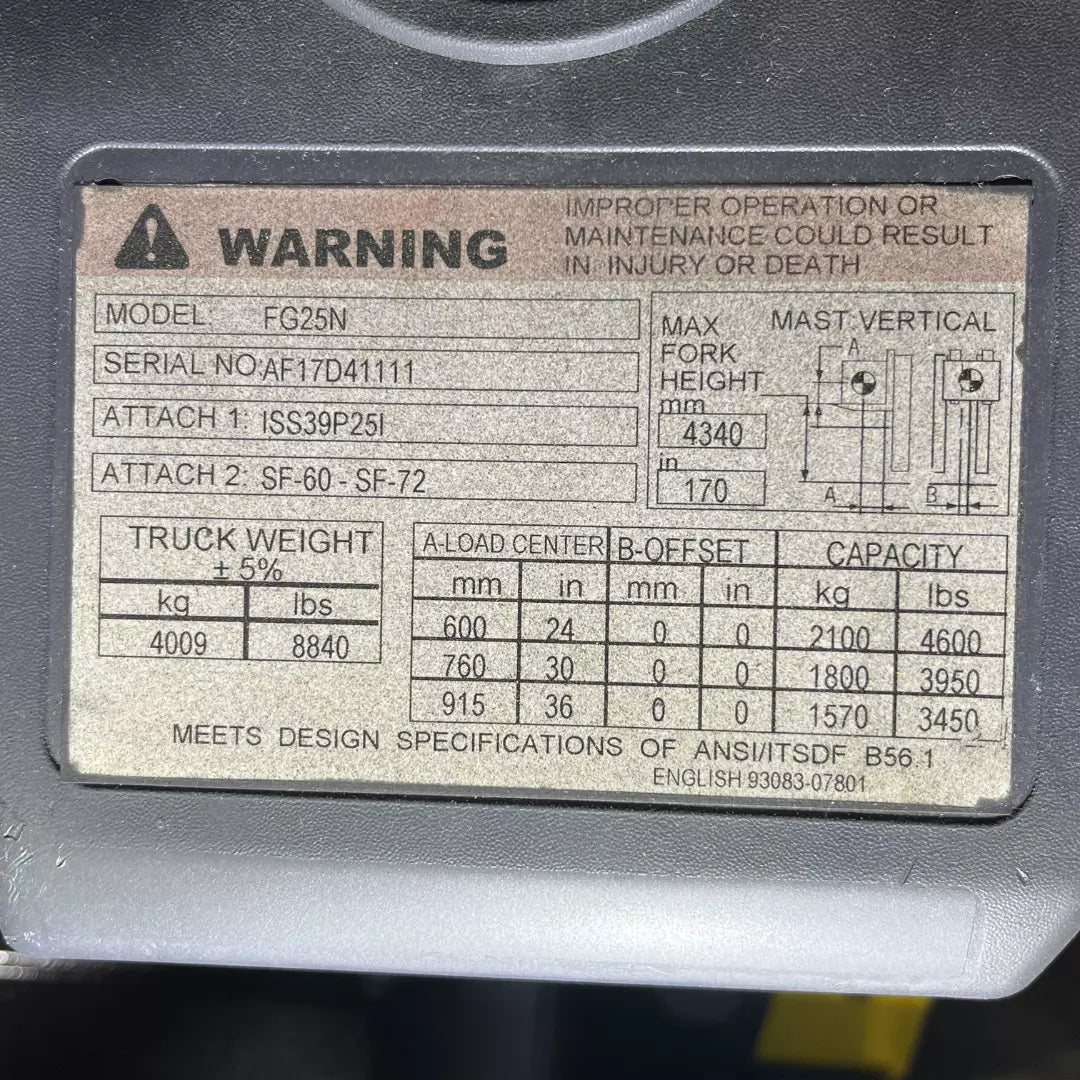 WARNING
IMPROPER OPERATION OR
MAINTENANCE COULD RESULT
IN INJURY OR DEATH
MODEL: FG25N
SERIAL NO: AF17D41111
ATTACH 1: ISS39P25I
ATTACH 2: SF-60 - SF-72
MAX
FORK
HEIGHT
mm
4340
in
170
MAST VERTICAL
A
A
B
TRUCK WEIGHT
± 5%
kg lbs
4009 8840
A-LOAD CENTER B-OFFSET CAPACITY
mm in mm in kg lbs
600 24 0 0 2100 4600
760 30 0 0 1800 3950
915 36 0 0 1570 3450
MEETS DESIGN SPECIFICATIONS OF ANSI/ITSDF B56.1
ENGLISH 93083-07801